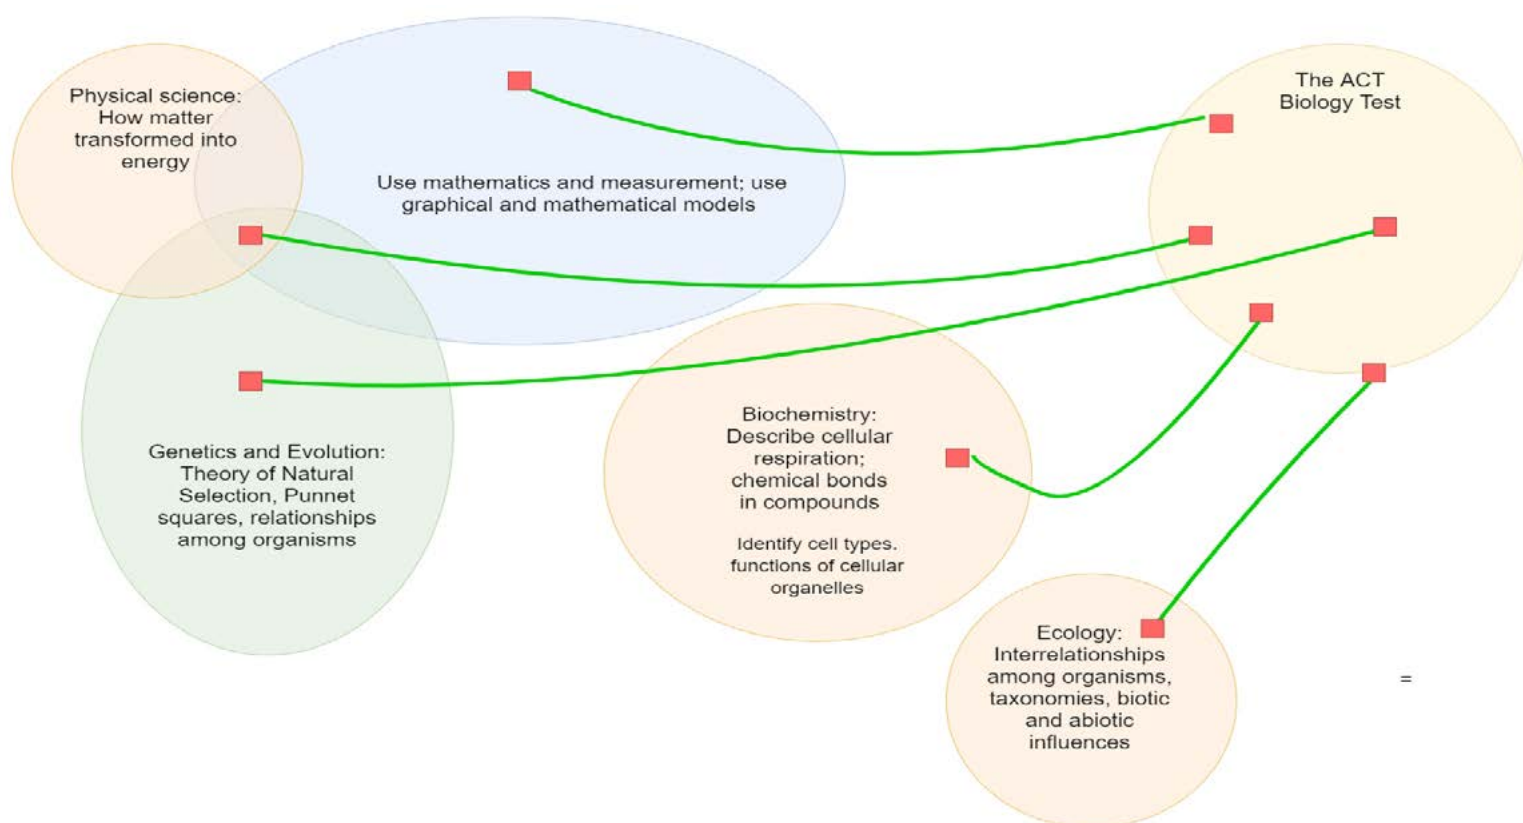 Physical science:
How matter
transformed into
energy
Use mathematics and measurement; use
graphical and mathematical models
The ACT
Biology Test
Genetics and Evolution:
Theory of Natural
Selection, Punnet
squares, relationships
among organisms
Biochemistry:
Describe cellular
respiration;
chemical bonds
in compounds
Identify cell types.
functions of cellular
organelles
Ecology:
Interrelationships
among organisms,
taxonomies, biotic
and abiotic
influences
=